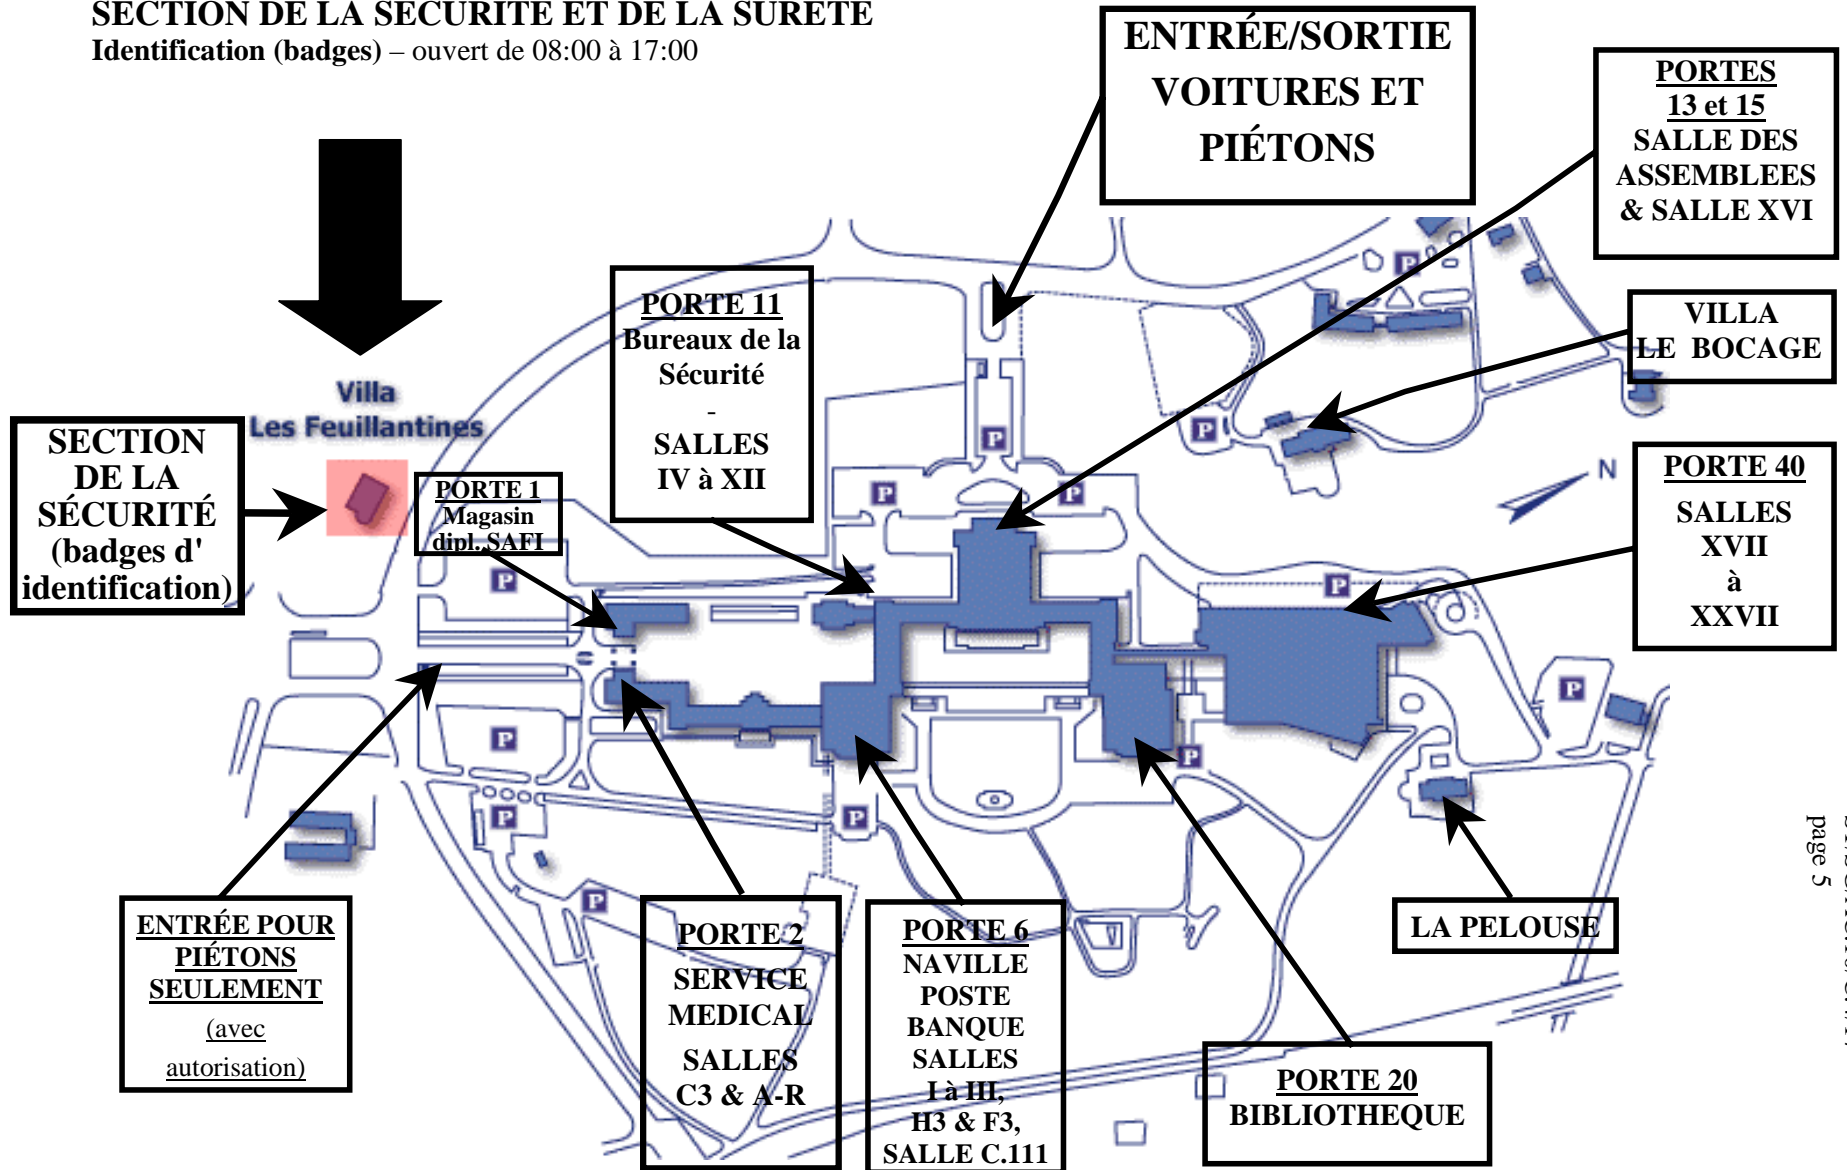 SECTION DE LA SÉCURITÉ ET DE LA SÛRETÉ
Identification (badges) – ouvert de 08:00 à 17:00
ENTRÉE/SORTIE
VOITURES ET
PIÉTONS
PORTES
13 et 15
SALLE DES
ASSEMBLEES
& SALLE XVI
PORTE 11
Bureaux de la
Sécurité
-
SALLES
IV à XII
VILLA
LE BOCAGE
Villa
Les Feuillantines
SECTION
DE LA
SÉCURITÉ
(badges d'
identification)
PORTE 1
Magasin
dipl. SAFI
PORTE 40
SALLES
XVII
à
XXVII
N
P
P
P
P
P
P
P
P
P
P
P
P
P
P
ENTRÉE POUR
PIÉTONS
SEULEMENT
(avec
autorisation)
PORTE 2
SERVICE
MEDICAL
SALLES
C3 & A-R
PORTE 6
NAVILLE
POSTE
BANQUE
SALLES
I à III,
H3 & F3,
SALLE C.111
PORTE 20
BIBLIOTHEQUE
LA PELOUSE
page 5